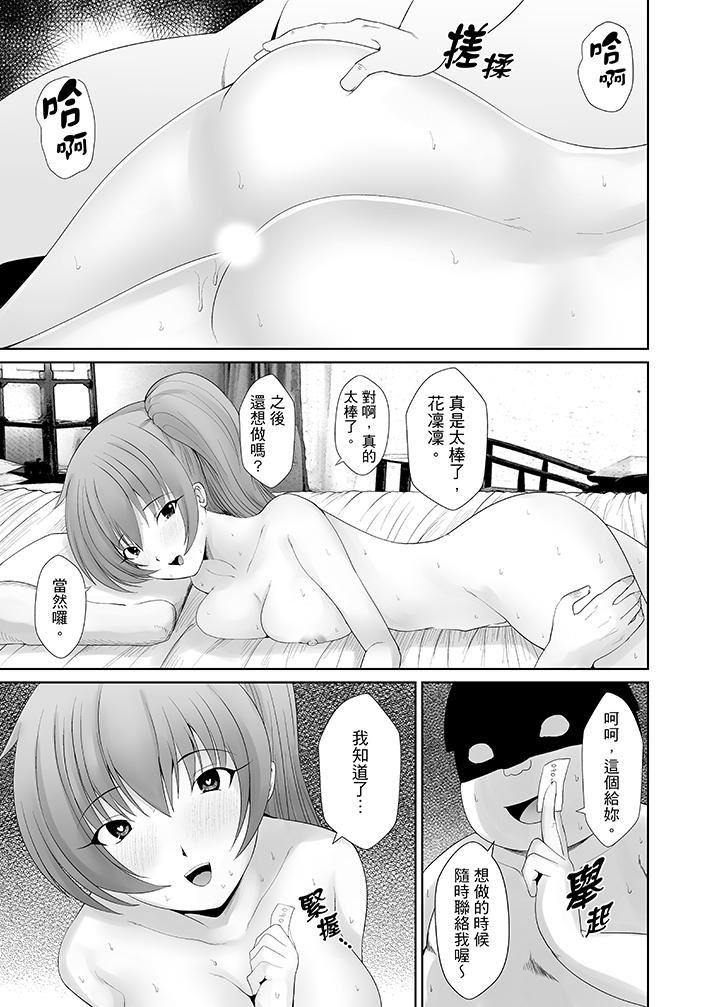 哈啊
搓揉
哈啊
真是太棒了，
花凜凜。
對啊，真的
太棒了。
之後
還想做嗎？
當然囉。
呵呵，這個給妳。
舉起
想做的時候
隨時聯絡我喔～
我知道了…
緊握…